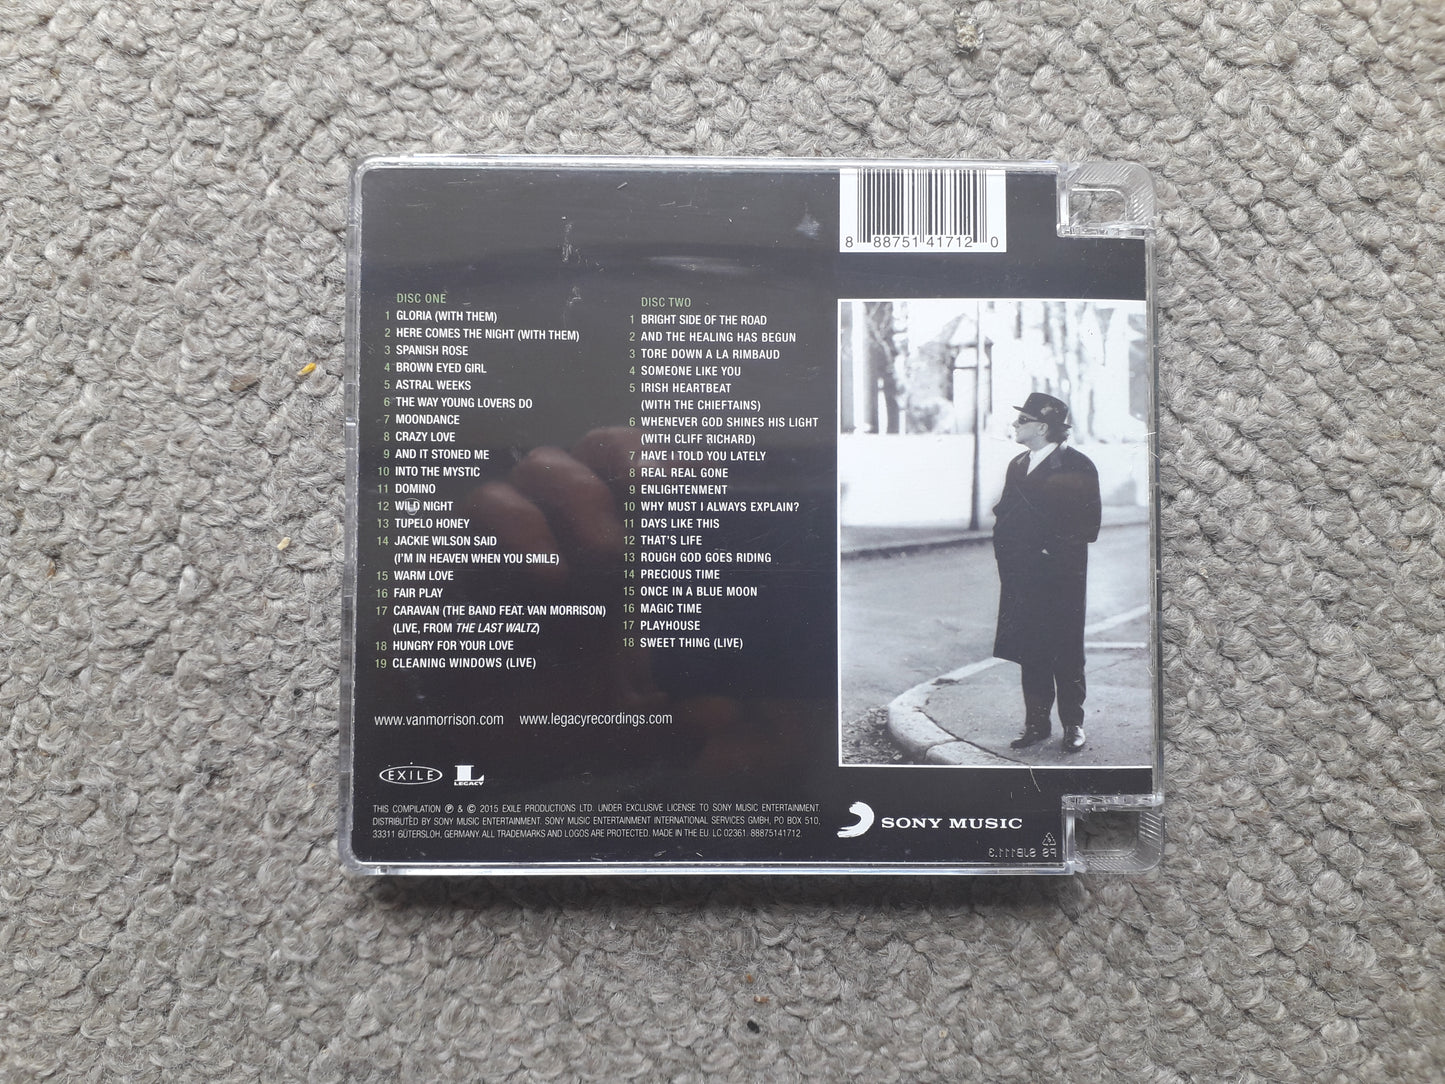 8 88751 41712 0
DISC ONE
1 GLORIA (WITH THEM)
2 HERE COMES THE NIGHT (WITH THEM)
3 SPANISH ROSE
4 BROWN EYED GIRL
5 ASTRAL WEEKS
6 THE WAY YOUNG LOVERS DO
7 MOONDANCE
8 CRAZY LOVE
9 AND IT STONED ME
10 INTO THE MYSTIC
11 DOMINO
12 WILD NIGHT
13 TUPELO HONEY
14 JACKIE WILSON SAID
(I'M IN HEAVEN WHEN YOU SMILE)
15 WARM LOVE
16 FAIR PLAY
17 CARAVAN (THE BAND FEAT. VAN MORRISON)
(LIVE, FROM THE LAST WALTZ)
18 HUNGRY FOR YOUR LOVE
19 CLEANING WINDOWS (LIVE)
DISC TWO
1 BRIGHT SIDE OF THE ROAD
2 AND THE HEALING HAS BEGUN
3 TORE DOWN A LA RIMBAUD
4 SOMEONE LIKE YOU
5 IRISH HEARTBEAT
(WITH THE CHIEFTAINS)
6 WHENEVER GOD SHINES HIS LIGHT
(WITH CLIFF RICHARD)
7 HAVE I TOLD YOU LATELY
8 REAL REAL GONE
9 ENLIGHTENMENT
10 WHY MUST I ALWAYS EXPLAIN?
11 DAYS LIKE THIS
12 THAT'S LIFE
13 ROUGH GOD GOES RIDING
14 PRECIOUS TIME
15 ONCE IN A BLUE MOON
16 MAGIC TIME
17 PLAYHOUSE
18 SWEET THING (LIVE)
www.vanmorrison.com www.legacyrecordings.com
EXILE L LEGACY
THIS COMPILATION ℗ & © 2015 EXILE PRODUCTIONS LTD. UNDER EXCLUSIVE LICENSE TO SONY MUSIC ENTERTAINMENT.
DISTRIBUTED BY SONY MUSIC ENTERTAINMENT. SONY MUSIC ENTERTAINMENT INTERNATIONAL SERVICES GMBH, PO BOX 510,
33311 GÜTERSLOH, GERMANY. ALL TRADEMARKS AND LOGOS ARE PROTECTED. MADE IN THE EU. LC 02361. 88875141712.
SONY MUSIC
PS SJB111.3